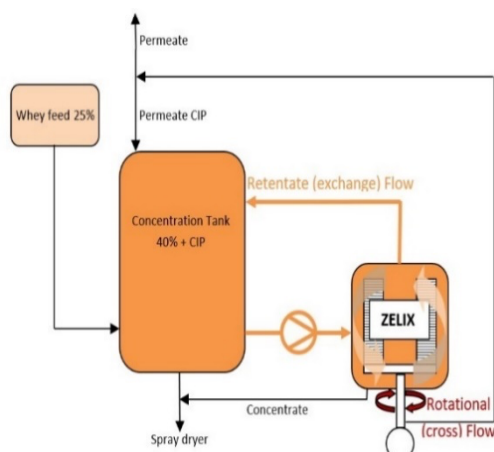 Permeate
Whey feed 25%
Permeate CIP
Retentate (exchange) Flow
Concentration Tank
40% + CIP
ZELIX
Concentrate
Rotational
(cross) Flow
Spray dryer